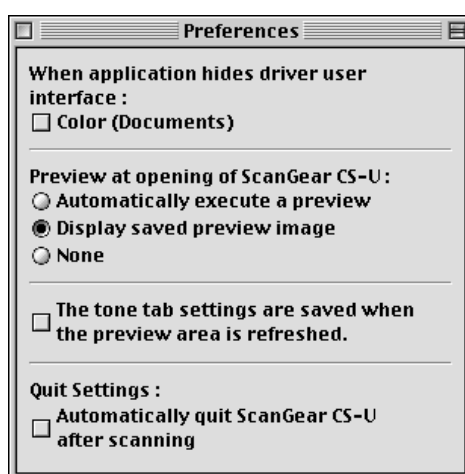 Preferences
When application hides driver user
interface :
Color (Documents)
Preview at opening of ScanGear CS-U :
Automatically execute a preview
Display saved preview image
None
The tone tab settings are saved when
the preview area is refreshed.
Quit Settings :
Automatically quit ScanGear CS-U
after scanning